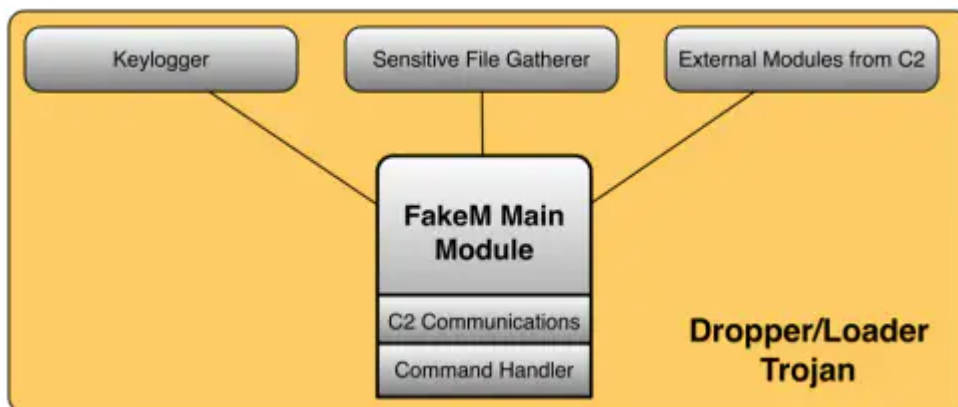 Keylogger
Sensitive File Gatherer
External Modules from C2
FakeM Main
Module
C2 Communications
Command Handler
Dropper/Loader
Trojan